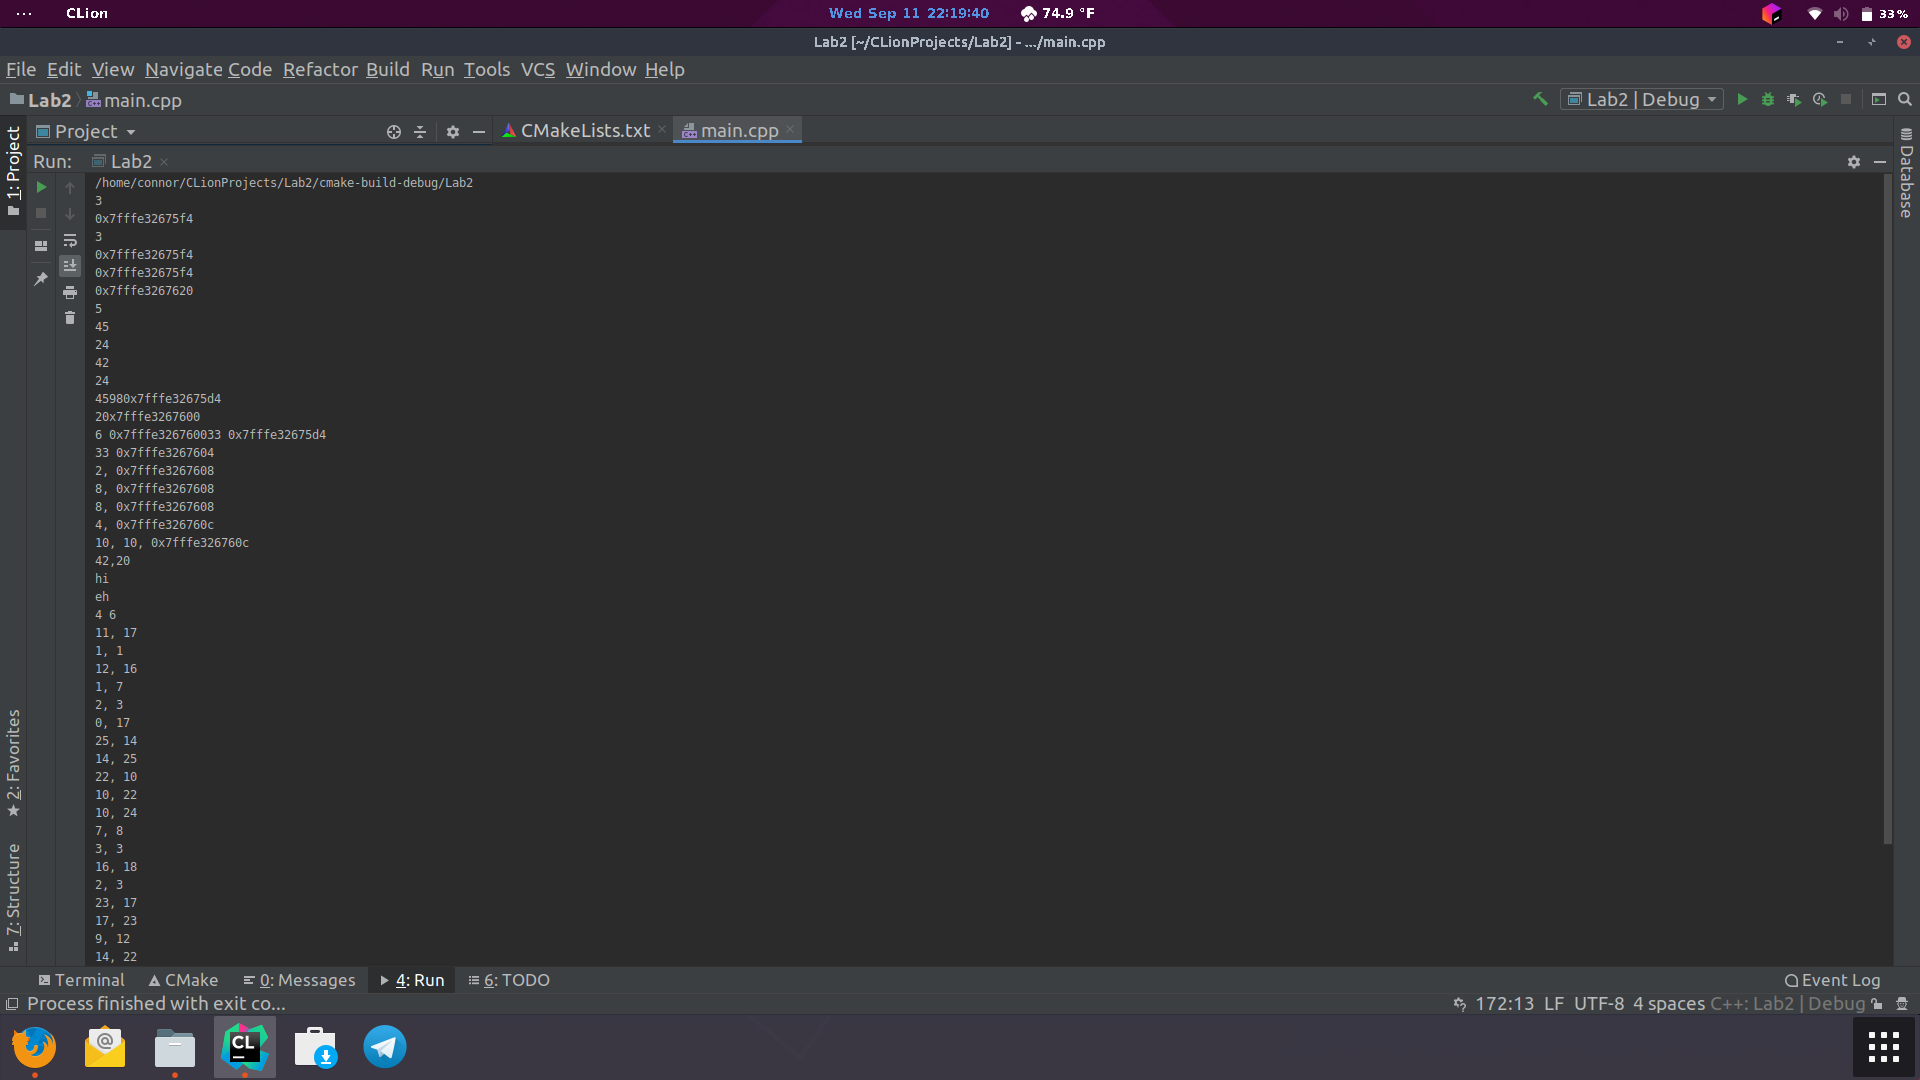 CLion
Wed Sep 11 22:19:40
74.9 °F
33%
Lab2 [~/CLionProjects/Lab2] - .../main.cpp
File Edit View Navigate Code Refactor Build Run Tools VCS Window Help
Lab2 main.cpp
Lab2 | Debug
1: Project
Project
CMakeLists.txt
main.cpp
Database
Run: Lab2
/home/connor/CLionProjects/Lab2/cmake-build-debug/Lab2
3
0x7fffe32675f4
3
0x7fffe32675f4
0x7fffe32675f4
0x7fffe3267620
5
45
24
42
24
45980x7fffe32675d4
20x7fffe3267600
6 0x7fffe326760033 0x7fffe32675d4
33 0x7fffe3267604
2, 0x7fffe3267608
8, 0x7fffe3267608
8, 0x7fffe3267608
4, 0x7fffe326760c
10, 10, 0x7fffe326760c
42,20
hi
eh
4 6
11, 17
1, 1
12, 16
1, 7
2, 3
0, 17
25, 14
14, 25
22, 10
10, 22
10, 24
7, 8
3, 3
16, 18
2, 3
23, 17
17, 23
9, 12
14, 22
2: Favorites
7: Structure
Terminal CMake 0: Messages 4: Run 6: TODO
Event Log
Process finished with exit co...
172:13 LF UTF-8 4 spaces C++: Lab2 | Debug
CL